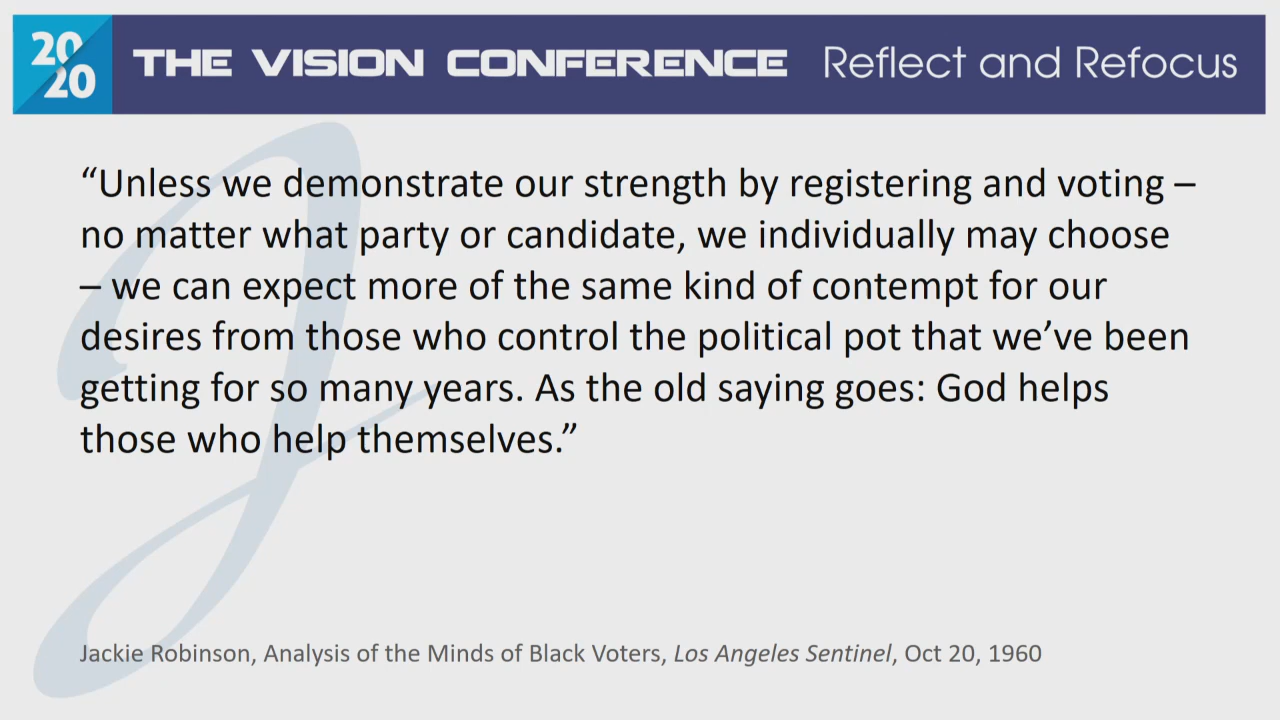 20
20
THE VISION CONFERENCE Reflect and Refocus
“Unless we demonstrate our strength by registering and voting –
no matter what party or candidate, we individually may choose
– we can expect more of the same kind of contempt for our
desires from those who control the political pot that we’ve been
getting for so many years. As the old saying goes: God helps
those who help themselves.”
Jackie Robinson, Analysis of the Minds of Black Voters, Los Angeles Sentinel, Oct 20, 1960